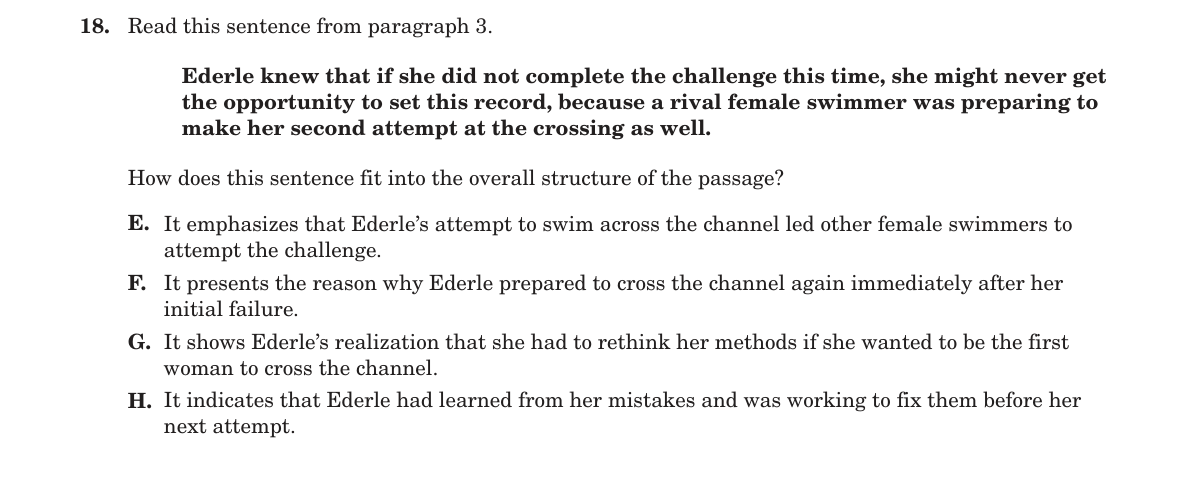 18. Read this sentence from paragraph 3.
Ederle knew that if she did not complete the challenge this time, she might never get
the opportunity to set this record, because a rival female swimmer was preparing to
make her second attempt at the crossing as well.
How does this sentence fit into the overall structure of the passage?
E. It emphasizes that Ederle’s attempt to swim across the channel led other female swimmers to
attempt the challenge.
F. It presents the reason why Ederle prepared to cross the channel again immediately after her
initial failure.
G. It shows Ederle’s realization that she had to rethink her methods if she wanted to be the first
woman to cross the channel.
H. It indicates that Ederle had learned from her mistakes and was working to fix them before her
next attempt.